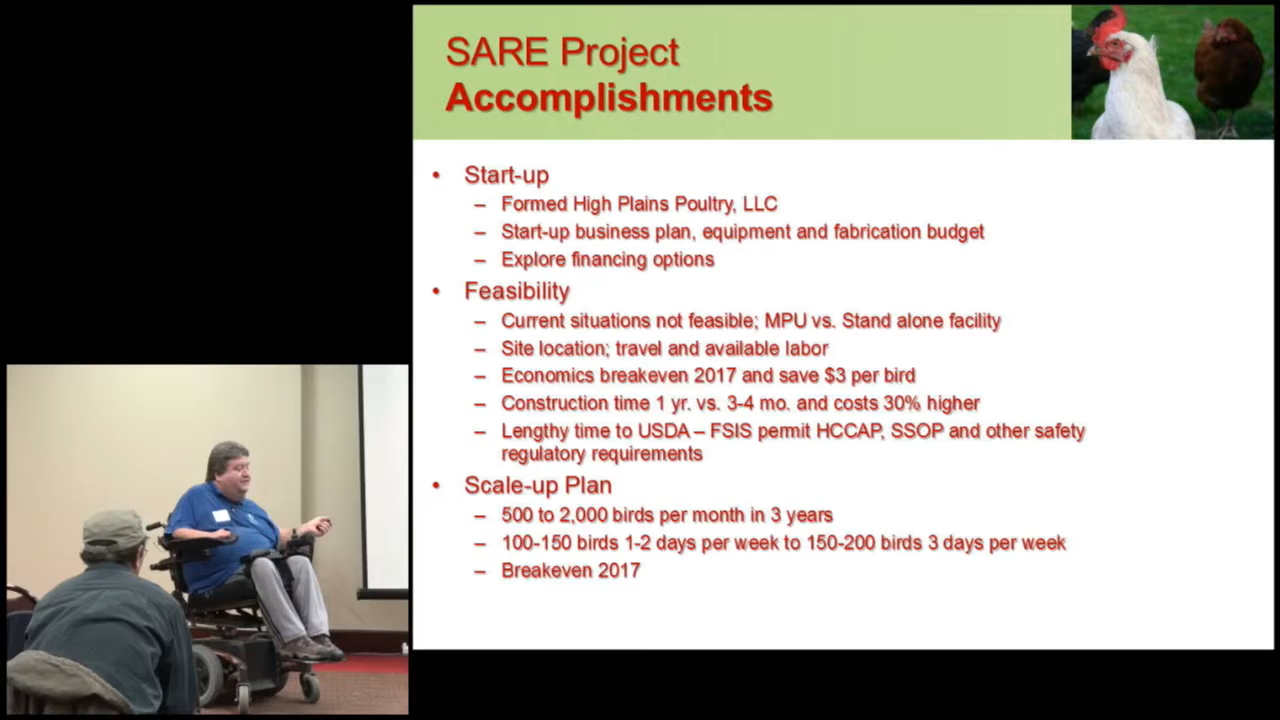 SARE Project
Accomplishments
• Start-up
– Formed High Plains Poultry, LLC
– Start-up business plan, equipment and fabrication budget
– Explore financing options
• Feasibility
– Current situations not feasible; MPU vs. Stand alone facility
– Site location; travel and available labor
– Economics breakeven 2017 and save $3 per bird
– Construction time 1 yr. vs. 3-4 mo. and costs 30% higher
– Lengthy time to USDA – FSIS permit HCCAP, SSOP and other safety
regulatory requirements
• Scale-up Plan
– 500 to 2,000 birds per month in 3 years
– 100-150 birds 1-2 days per week to 150-200 birds 3 days per week
– Breakeven 2017